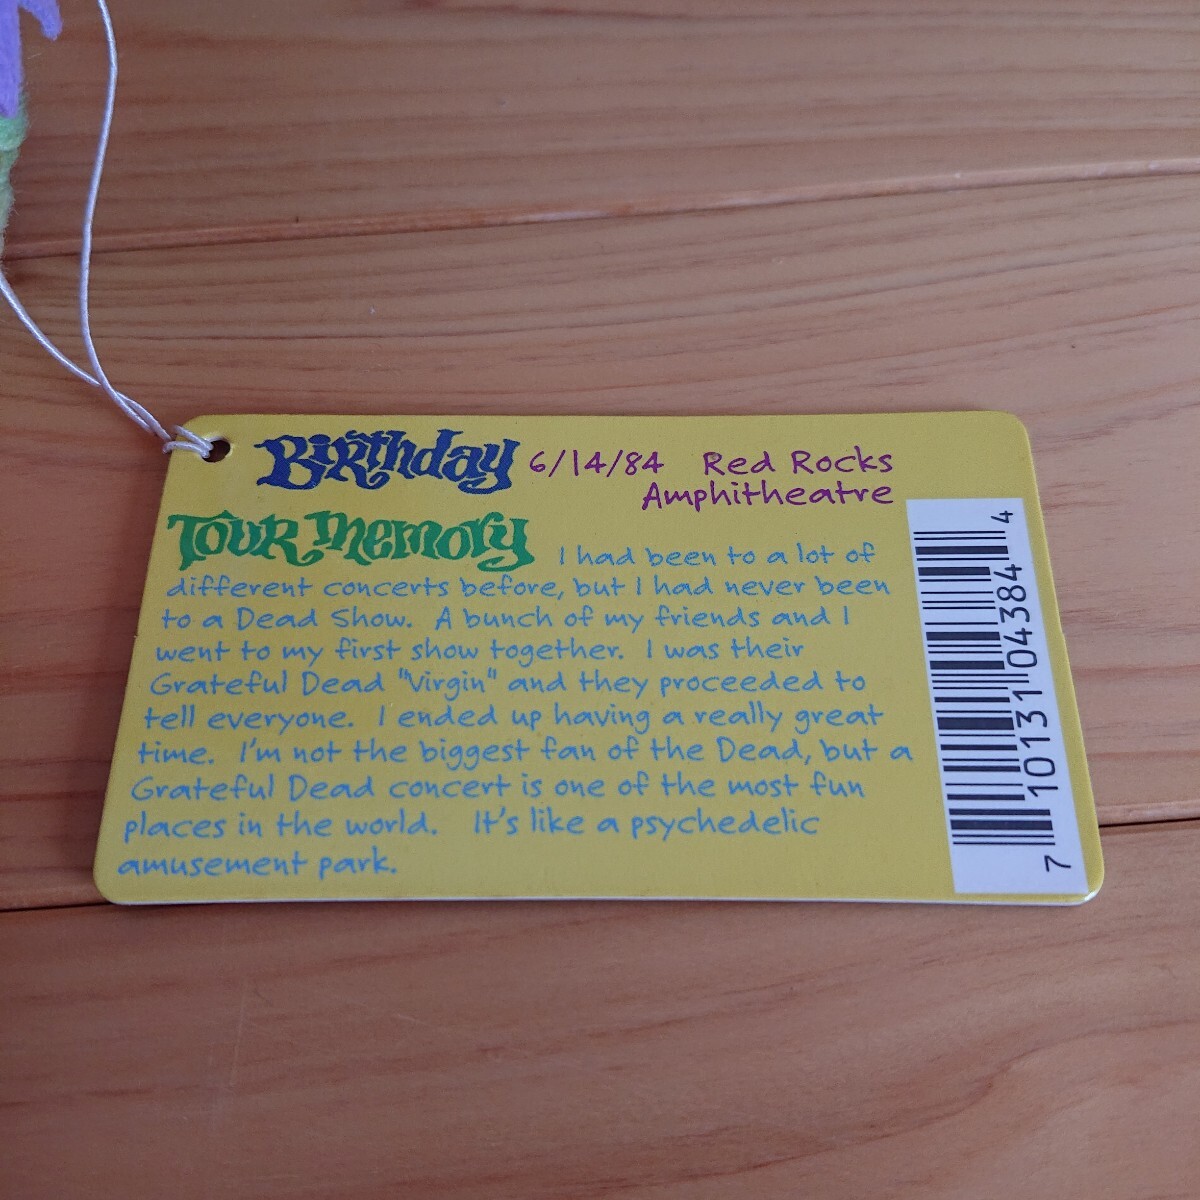 Birthday 6/14/84 Red Rocks
Amphitheatre
Tour Memory I had been to a lot of
different concerts before, but I had never been
to a Dead Show. A bunch of my friends and I
went to my first show together. I was their
Grateful Dead "Virgin" and they proceeded to
tell everyone. I ended up having a really great
time. I'm not the biggest fan of the Dead, but a
Grateful Dead concert is one of the most fun
places in the world. It's like a psychedelic
amusement park.
7 10131 04384 4